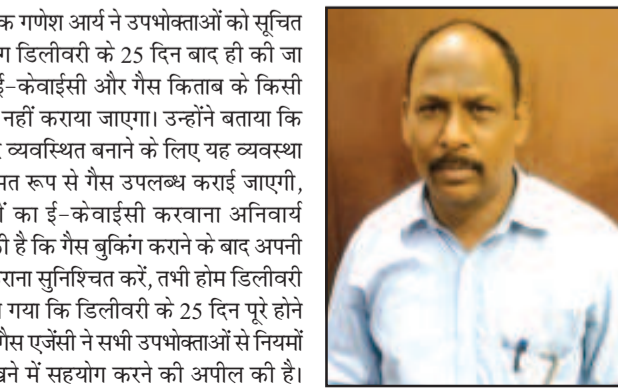 क गणेश आर्य ने उपभोक्ताओं को सूचित
ग डिलीवरी के 25 दिन बाद ही की जा
ई-केवाईसी और गैस किताब के किसी
नहीं कराया जाएगा। उन्होंने बताया कि
व्यवस्थित बनाने के लिए यह व्यवस्था
मत रूप से गैस उपलब्ध कराई जाएगी,
ं का ई-केवाईसी करवाना अनिवार्य
ी है कि गैस बुकिंग कराने के बाद अपनी
राना सुनिश्चित करें, तभी होम डिलीवरी
गया कि डिलीवरी के 25 दिन पूरे होने
गैस एजेंसी ने सभी उपभोक्ताओं से नियमों
ने में सहयोग करने की अपील की है।